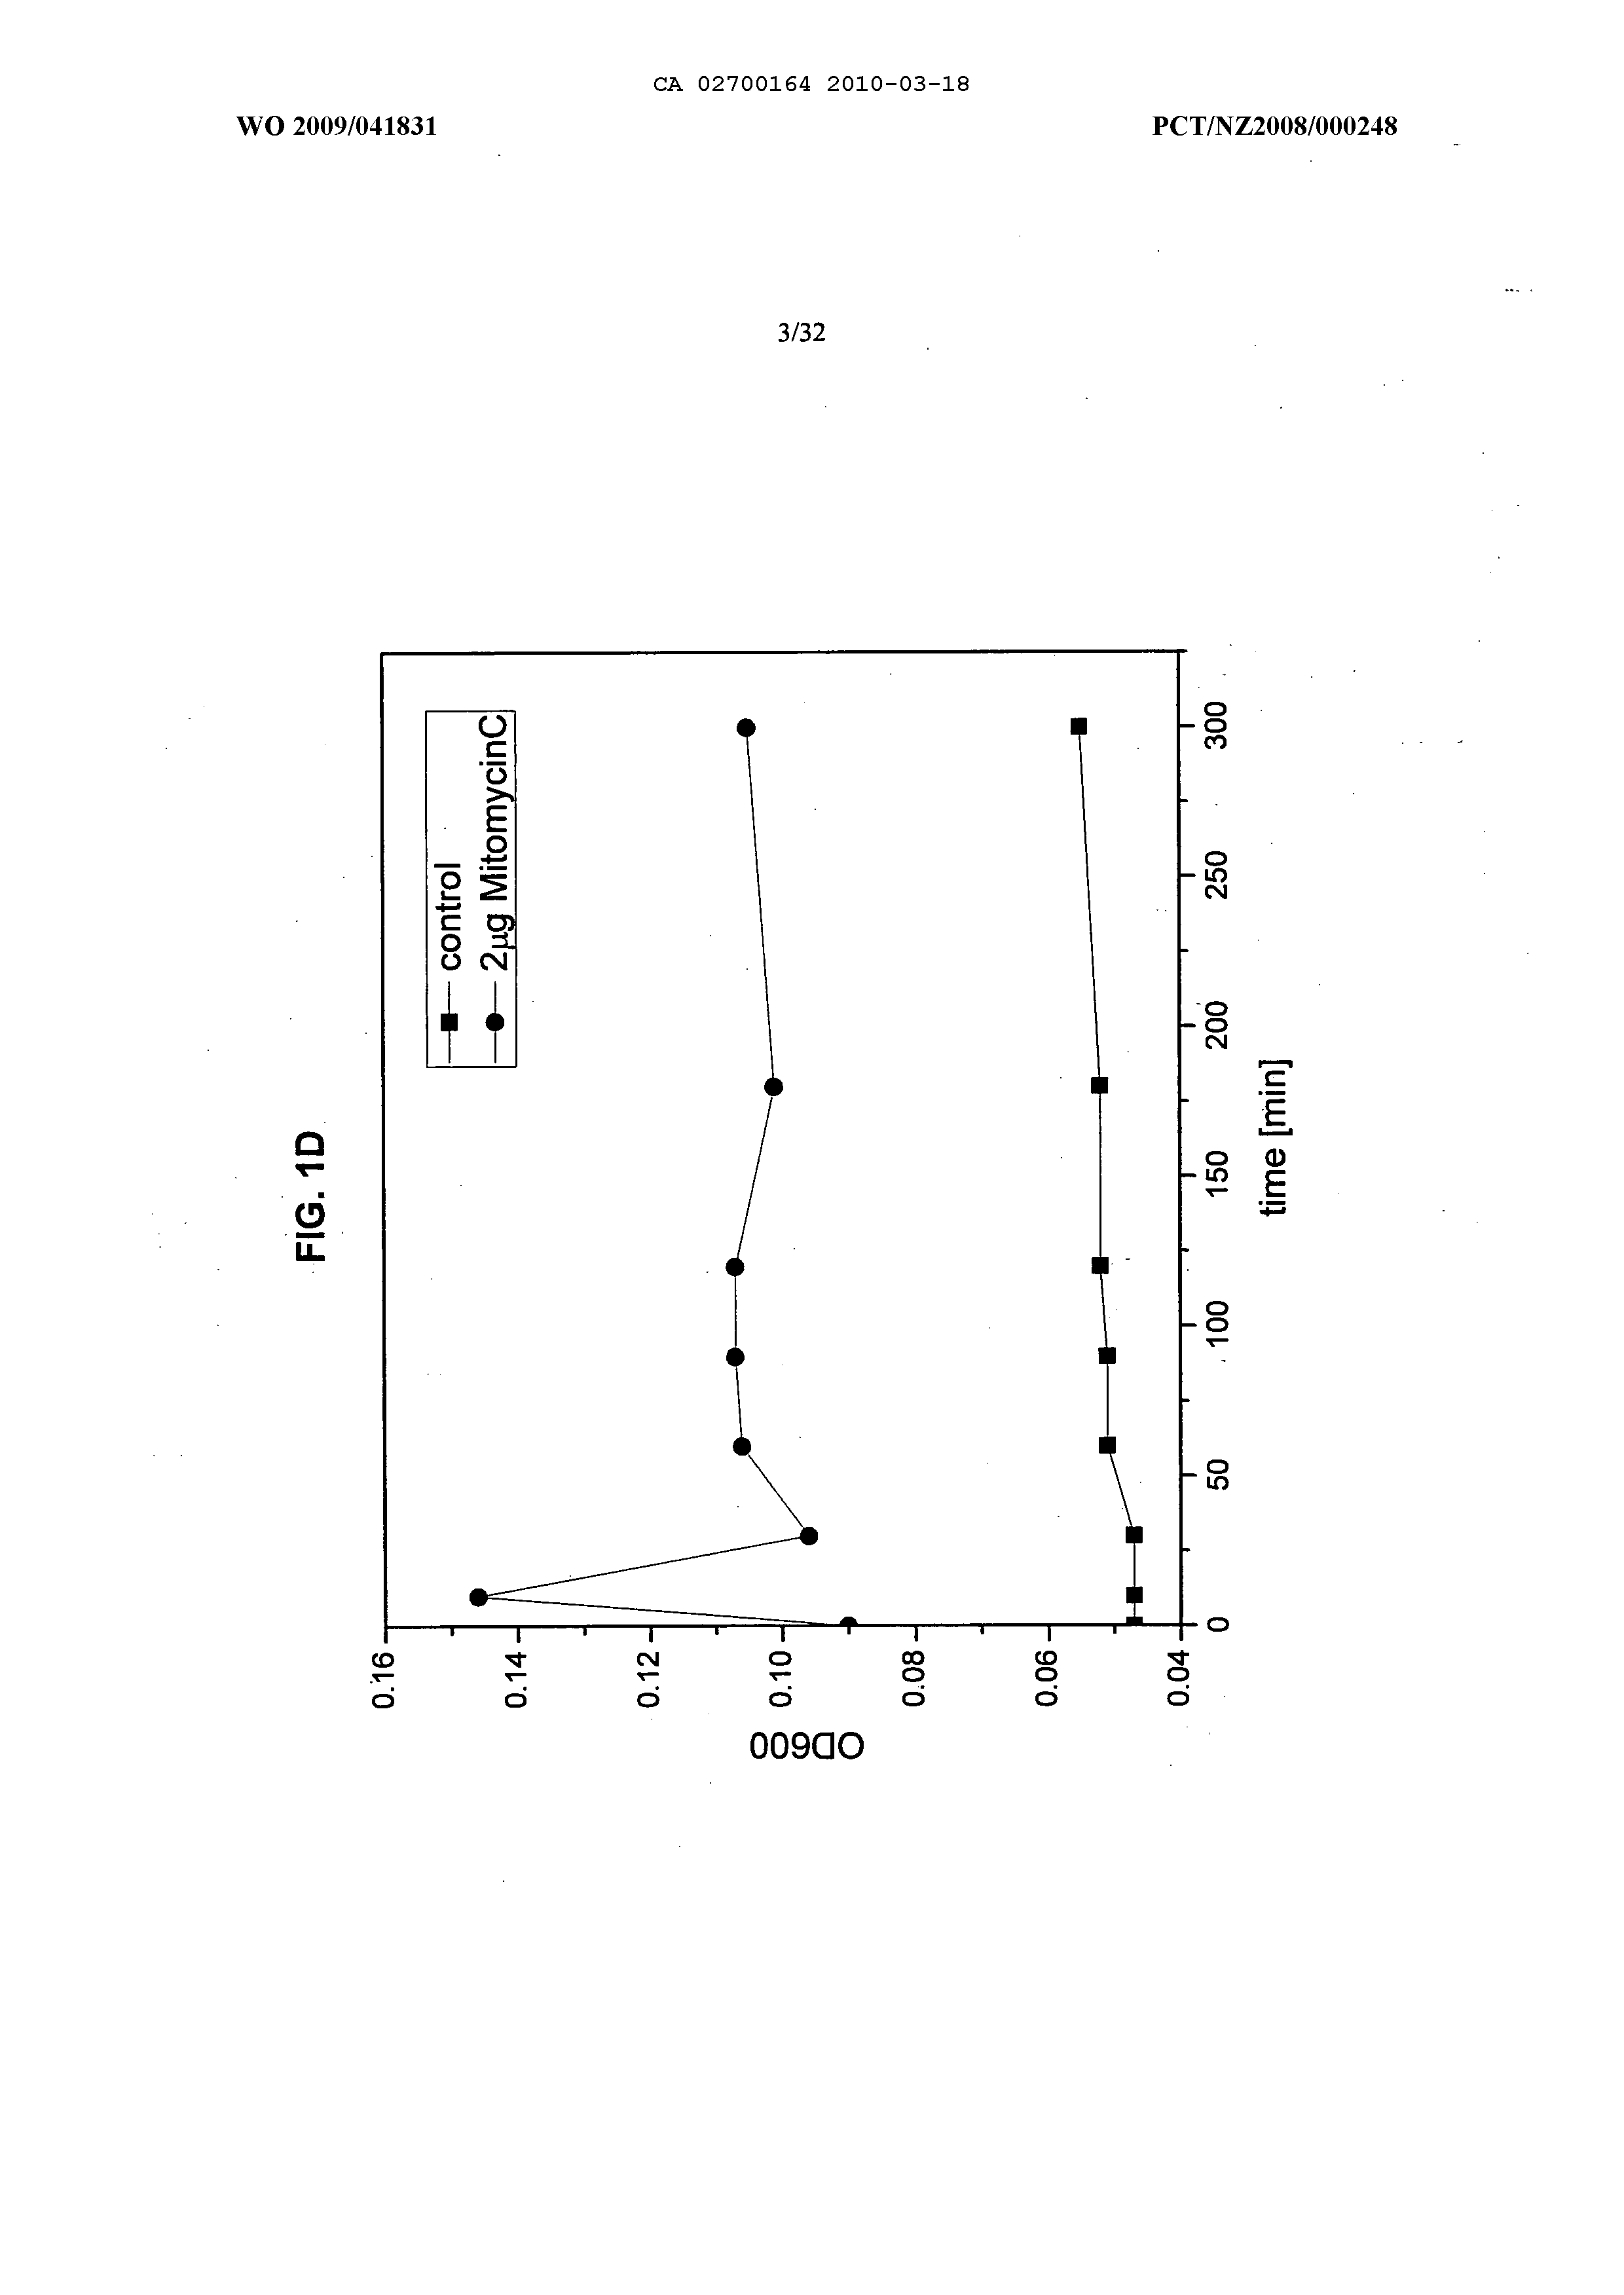 CA 02700164 2010-03-18
WO 2009/041831 PCT/NZ2008/000248
3/32
FIG. 1D
control
2µg MitomycinC
OD600
0.16
0.14
0.12
0.10
0.08
0.06
0.04
0 50 100 150 200 250 300
time [min]